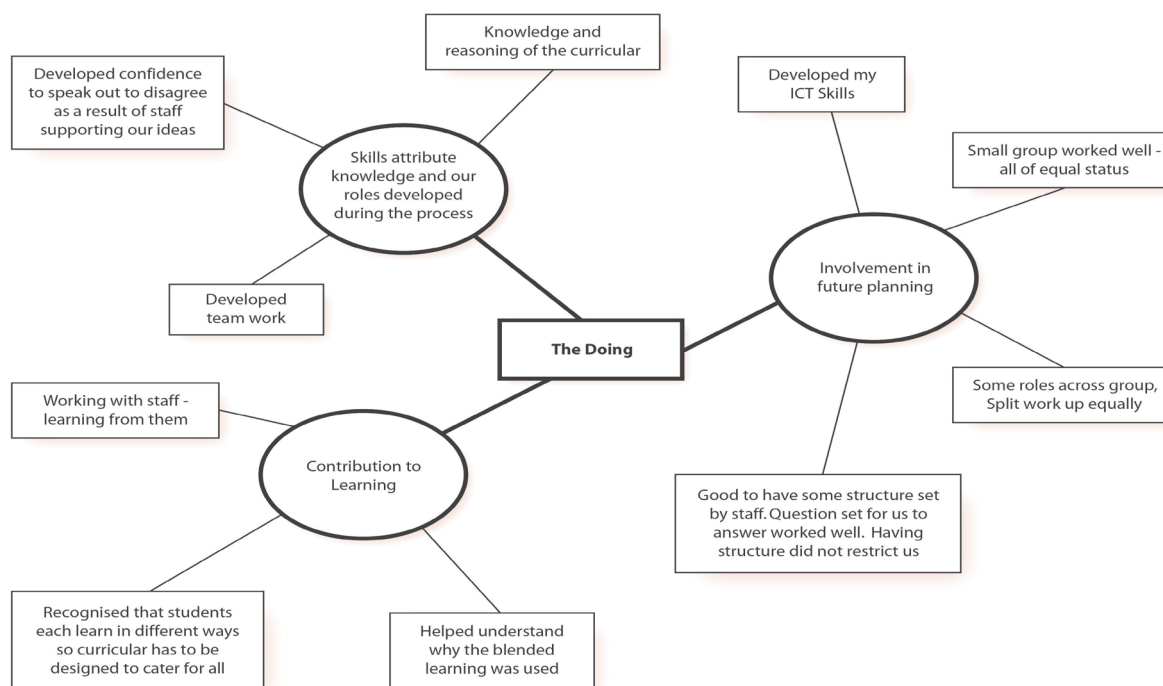 Knowledge and
reasoning of the curricular
Developed confidence
to speak out to disagree
as a result of staff
supporting our ideas
Skills attribute
knowledge and our
roles developed
during the process
Developed
team work
Developed my
ICT Skills
Small group worked well -
all of equal status
Involvement in
future planning
Some roles across group,
Split work up equally
Good to have some structure set
by staff. Question set for us to
answer worked well. Having
structure did not restrict us
The Doing
Working with staff -
learning from them
Contribution to
Learning
Recognised that students
each learn in different ways
so curricular has to be
designed to cater for all
Helped understand
why the blended
learning was used